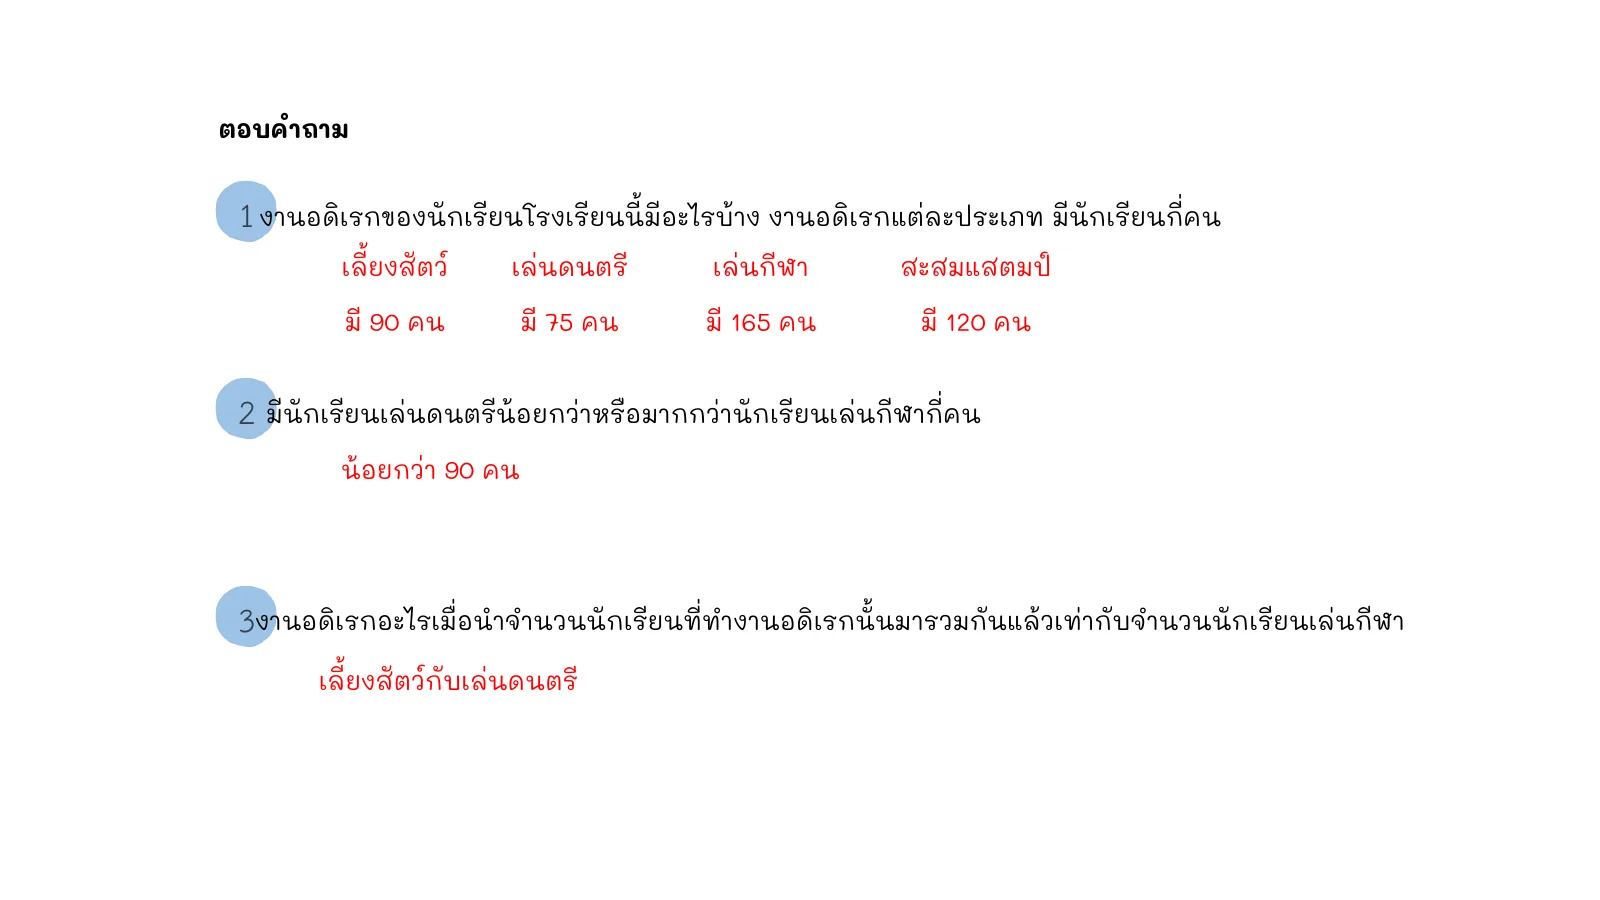 ตอบคำถาม
1 งานอดิเรกของนักเรียนโรงเรียนนี้มีอะไรบ้าง งานอดิเรกแต่ละประเภท มีนักเรียนกี่คน
เลี้ยงสัตว์ เล่นดนตรี เล่นกีฬา สะสมแสตมป์
มี 90 คน มี 75 คน มี 165 คน มี 120 คน
2 มีนักเรียนเล่นดนตรีน้อยกว่าหรือมากกว่านักเรียนเล่นกีฬากี่คน
น้อยกว่า 90 คน
3งานอดิเรกอะไรเมื่อนำจำนวนนักเรียนที่ทำงานอดิเรกนั้นมารวมกันแล้วเท่ากับจำนวนนักเรียนเล่นกีฬา
เลี้ยงสัตว์กับเล่นดนตรี